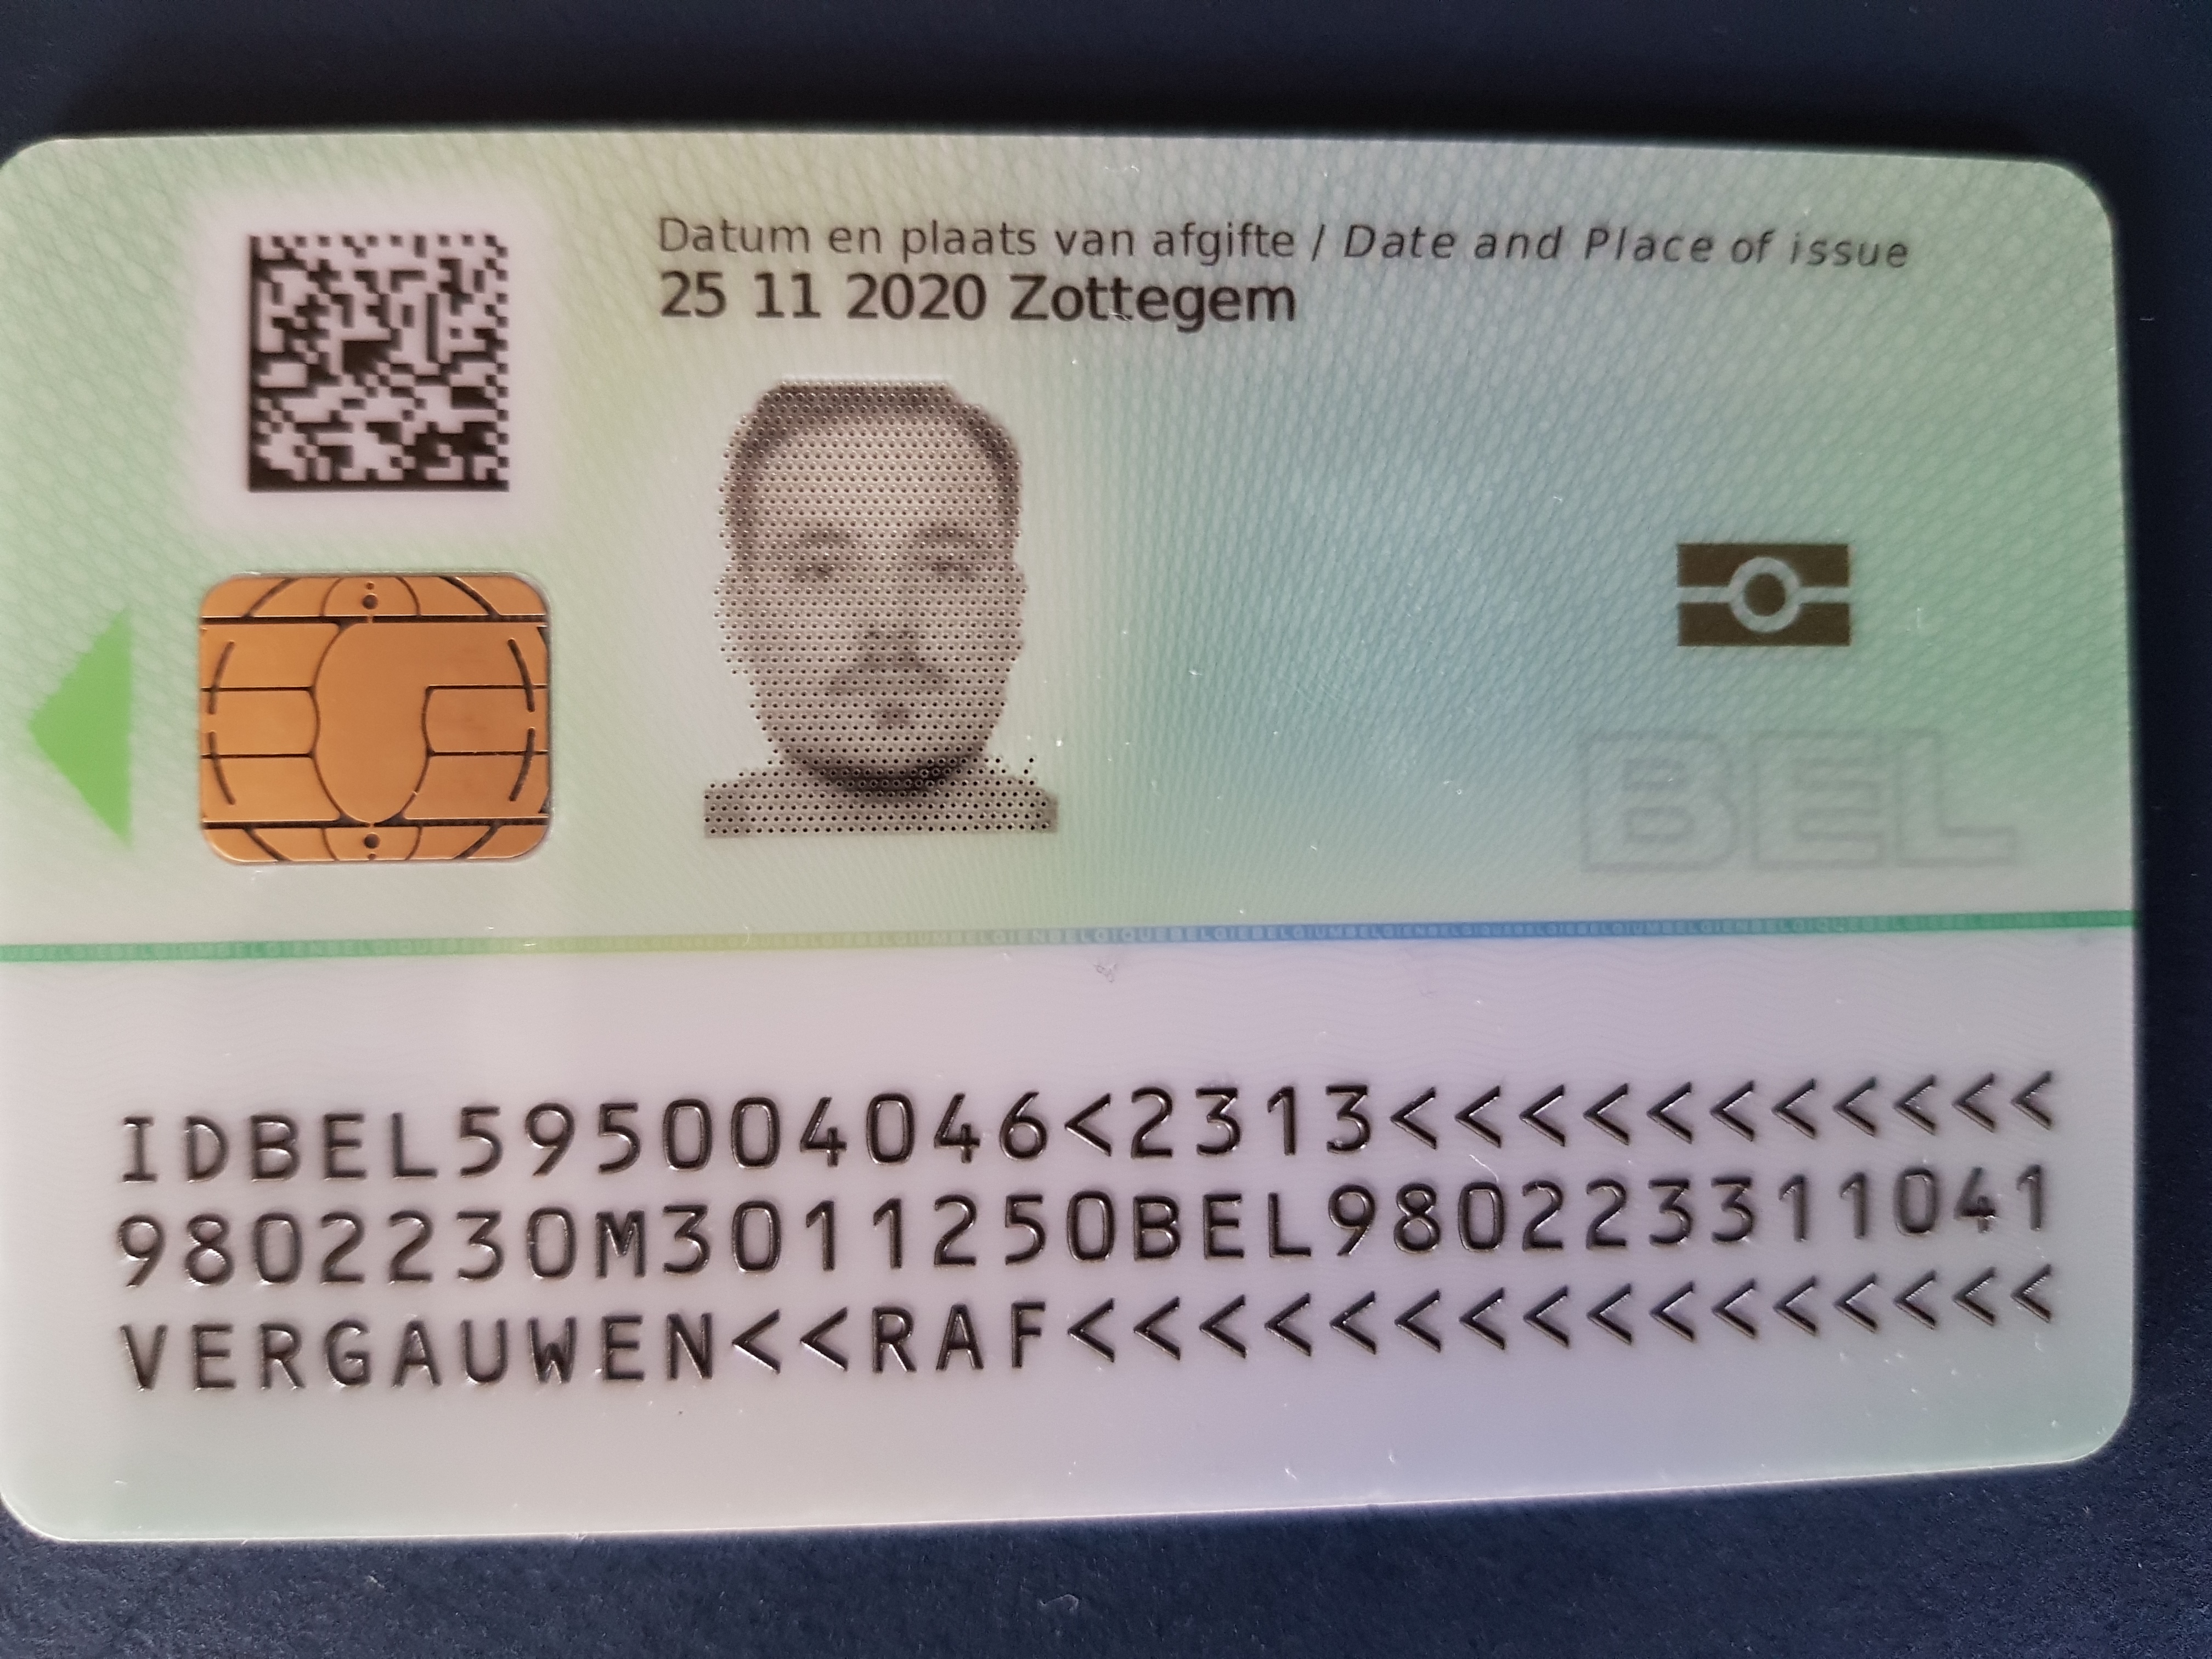 Datum en plaats van afgifte / Date and Place of issue
25 11 2020 Zottegem
BEL
IDBEL595004046<2313<<<<<<<<<<<
9802230M3011250BEL980223311041
VERGAUWEN<<RAF<<<<<<<<<<<<<<<<